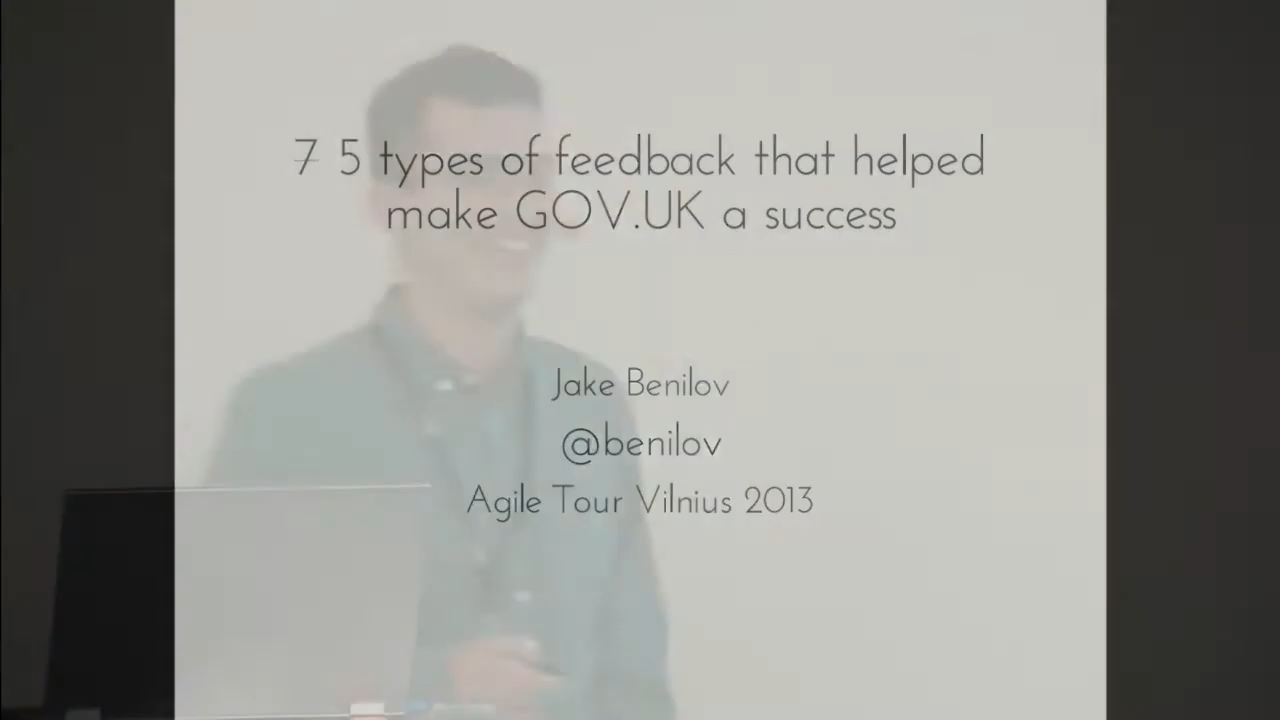 7 5 types of feedback that helped
make GOV.UK a success
Jake Benilov
@benilov
Agile Tour Vilnius 2013